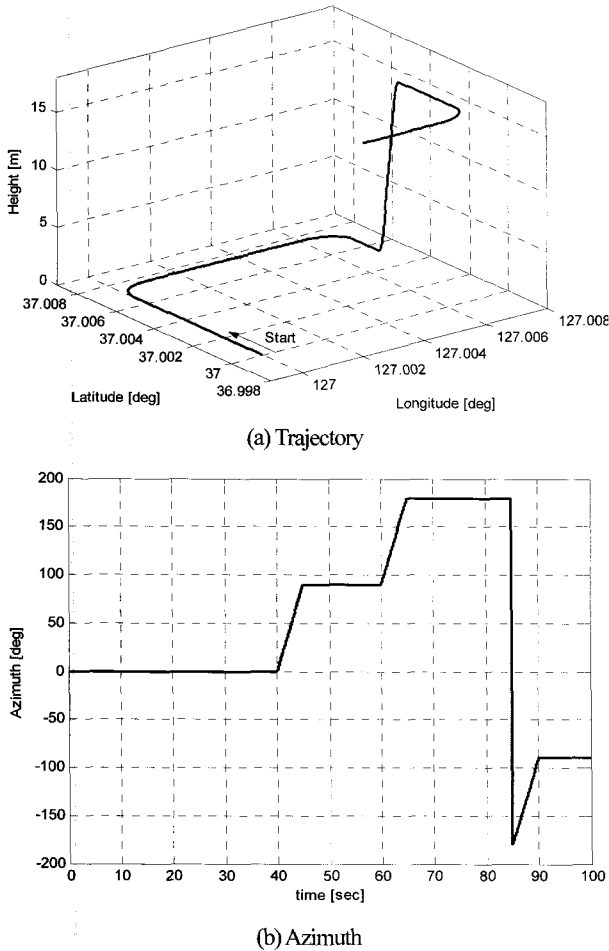 15
10
5
0
Height [m]
37.008
37.006
37.004
37.002
37
36.998
Latitude [deg]
Start
127
127.002
127.004
127.006
127.008
Longitude [deg]
(a) Trajectory
200
150
100
50
0
-50
-100
-150
-200
Azimuth [deg]
0 10 20 30 40 50 60 70 80 90 100
time [sec]
(b) Azimuth